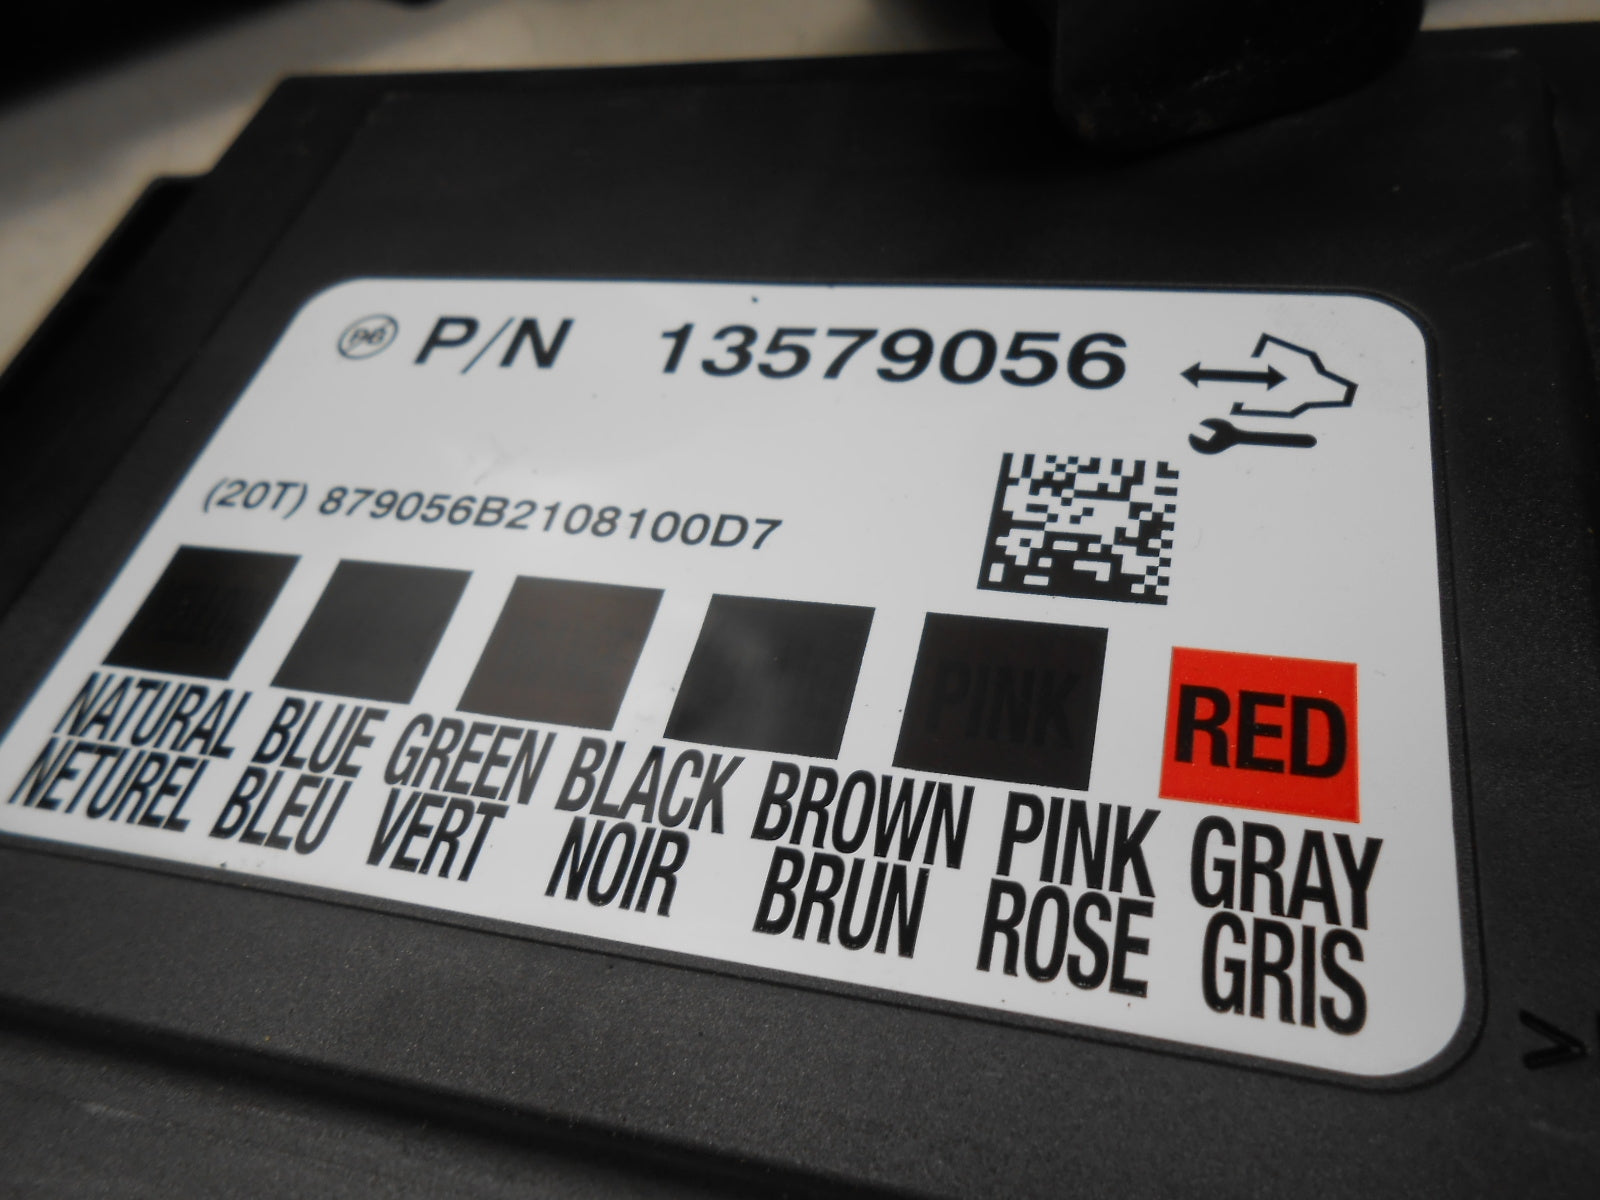 P/N 13579056
(20T) 879056B2108100D7
PINK RED
NATURAL BLUE GREEN BLACK BROWN PINK GRAY
NETUREL BLEU VERT NOIR BRUN ROSE GRIS